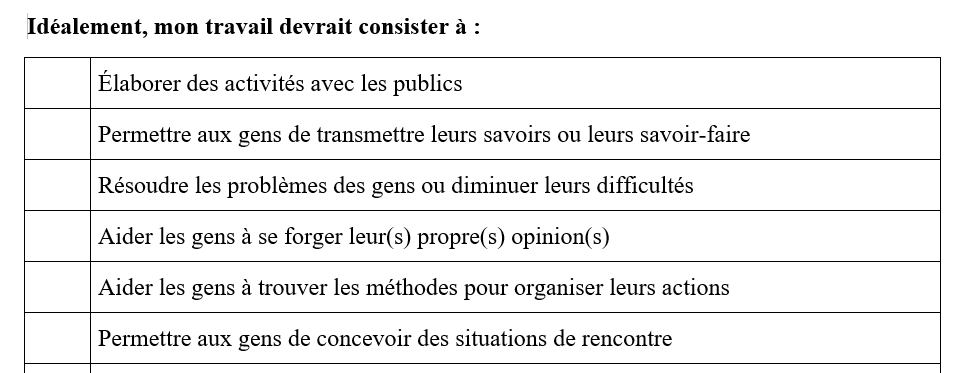 Idéalement, mon travail devrait consister à :
Élaborer des activités avec les publics
Permettre aux gens de transmettre leurs savoirs ou leurs savoir-faire
Résoudre les problèmes des gens ou diminuer leurs difficultés
Aider les gens à se forger leur(s) propre(s) opinion(s)
Aider les gens à trouver les méthodes pour organiser leurs actions
Permettre aux gens de concevoir des situations de rencontre